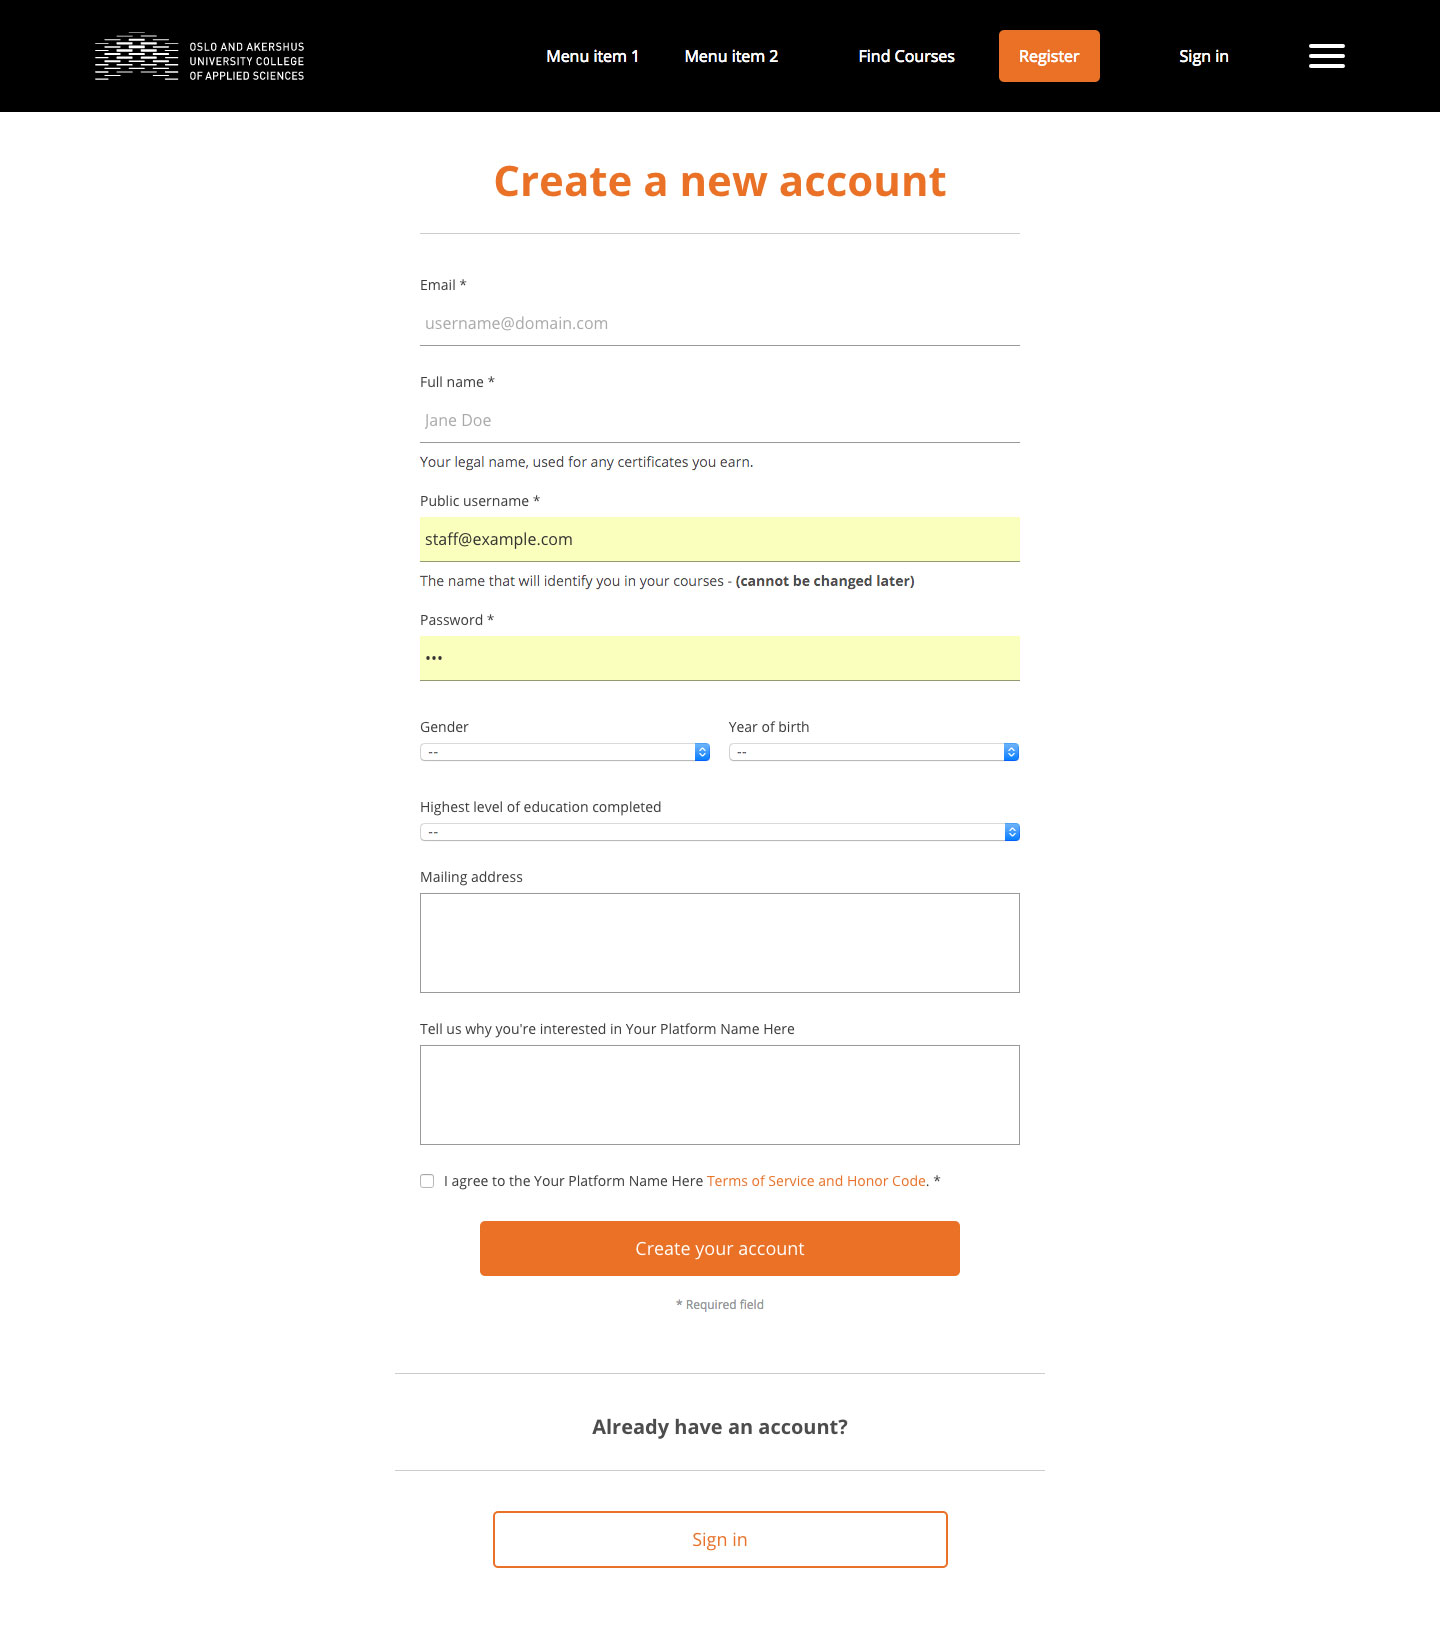 OSLO AND AKERSHUS
UNIVERSITY COLLEGE
OF APPLIED SCIENCES
Menu item 1
Menu item 2
Find Courses
Register
Sign in
Create a new account
Email *
username@domain.com
Full name *
Jane Doe
Your legal name, used for any certificates you earn.
Public username *
staff@example.com
The name that will identify you in your courses - (cannot be changed later)
Password *
•••
Gender
Year of birth
--
--
Highest level of education completed
--
Mailing address
Tell us why you're interested in Your Platform Name Here
I agree to the Your Platform Name Here Terms of Service and Honor Code. *
Create your account
* Required field
Already have an account?
Sign in